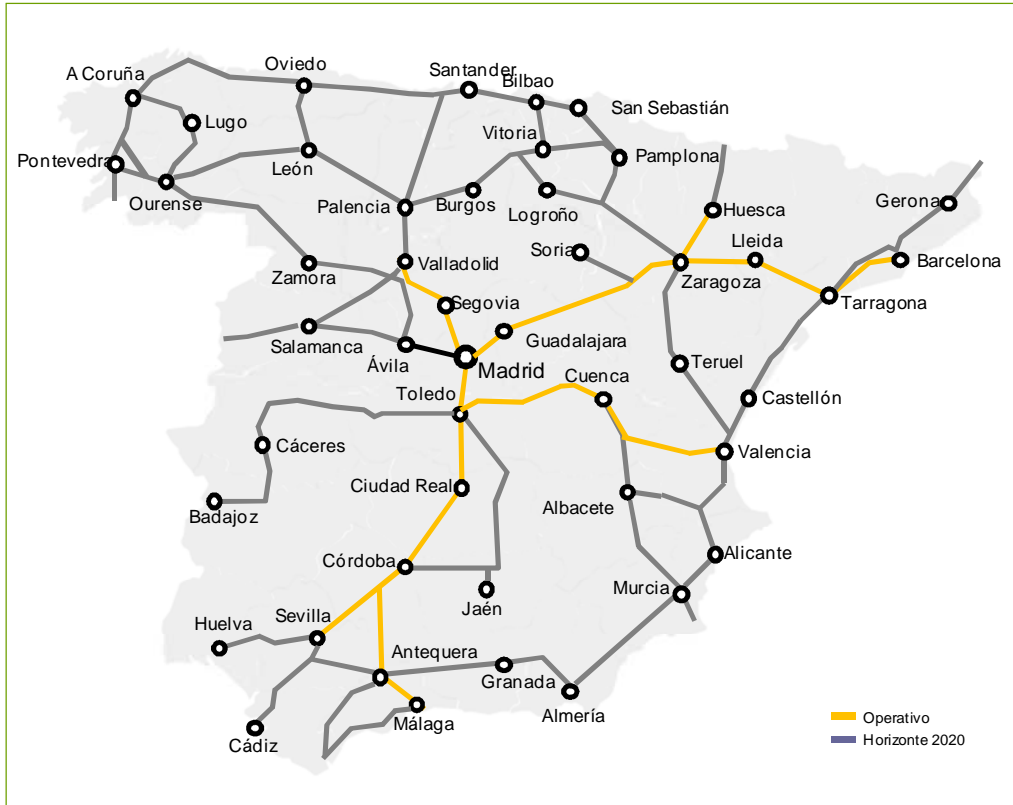 Oviedo
Santander
Bilbao
A Coruña
San Sebastián
Lugo
Vitoria
Pontevedra
León
Pamplona
Ourense
Palencia
Burgos
Logroño
Huesca
Gerona
Soria
Lleida
Zamora
Valladolid
Zaragoza
Barcelona
Segovia
Tarragona
Salamanca
Guadalajara
Ávila
Madrid
Teruel
Cuenca
Toledo
Castellón
Cáceres
Valencia
Ciudad Real
Albacete
Badajoz
Alicante
Córdoba
Murcia
Jaén
Sevilla
Huelva
Antequera
Granada
Almería
Málaga
Cádiz
Operativo
Horizonte 2020